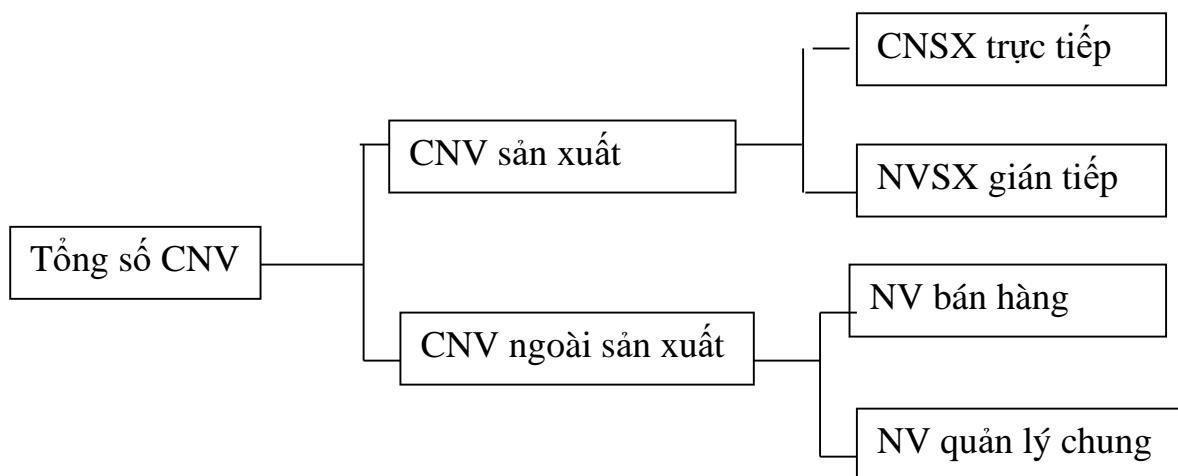 CNSX trực tiếp
CNV sản xuất
NVSX gián tiếp
Tổng số CNV
NV bán hàng
CNV ngoài sản xuất
NV quản lý chung